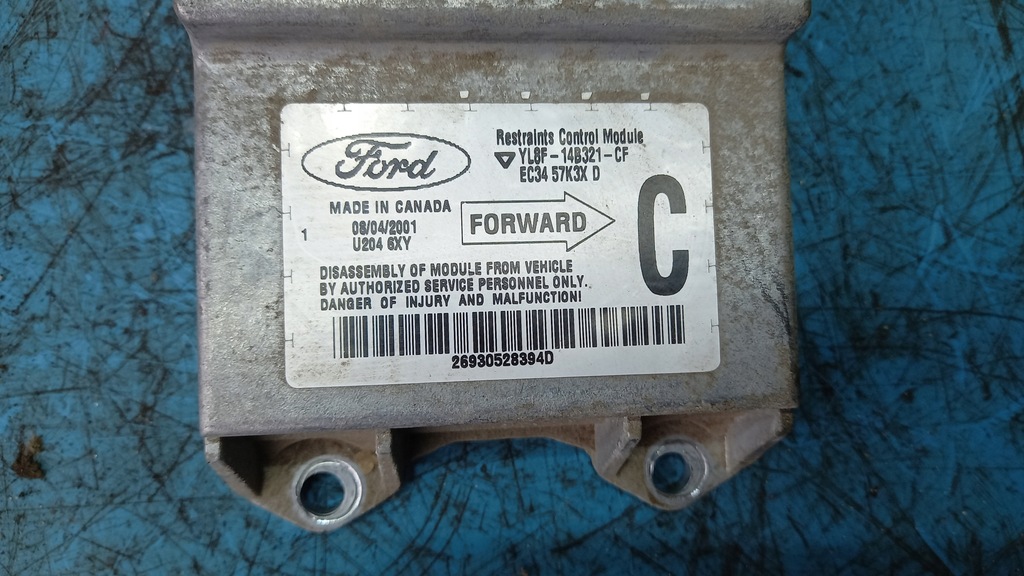 Ford
Restraints Control Module
YL8F-14B321-CF
EC34 57K3X D
MADE IN CANADA
08/04/2001
1
U204 6XY
FORWARD
C
DISASSEMBLY OF MODULE FROM VEHICLE
BY AUTHORIZED SERVICE PERSONNEL ONLY.
DANGER OF INJURY AND MALFUNCTION!
26930528394D